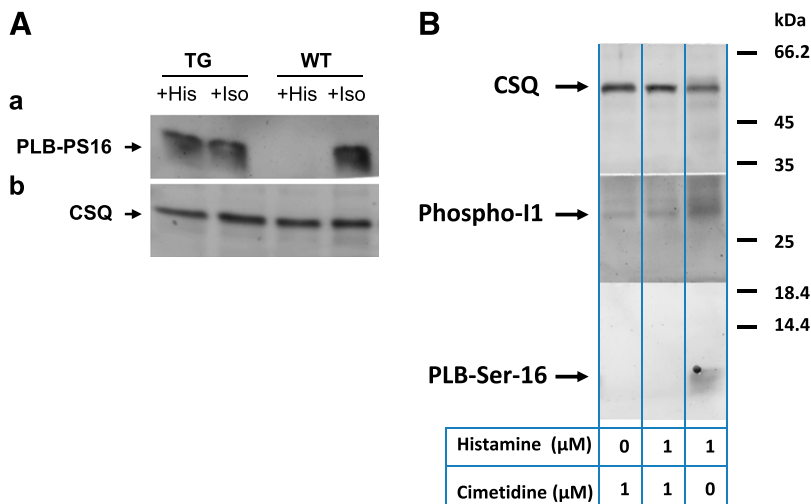 A
TG WT
+His +Iso +His +Iso
a
PLB-PS16
b
CSQ
B
kDa
66.2
CSQ
45
35
Phospho-I1
25
18.4
14.4
PLB-Ser-16
Histamine (μM) 0 1 1
Cimetidine (μM) 1 1 0